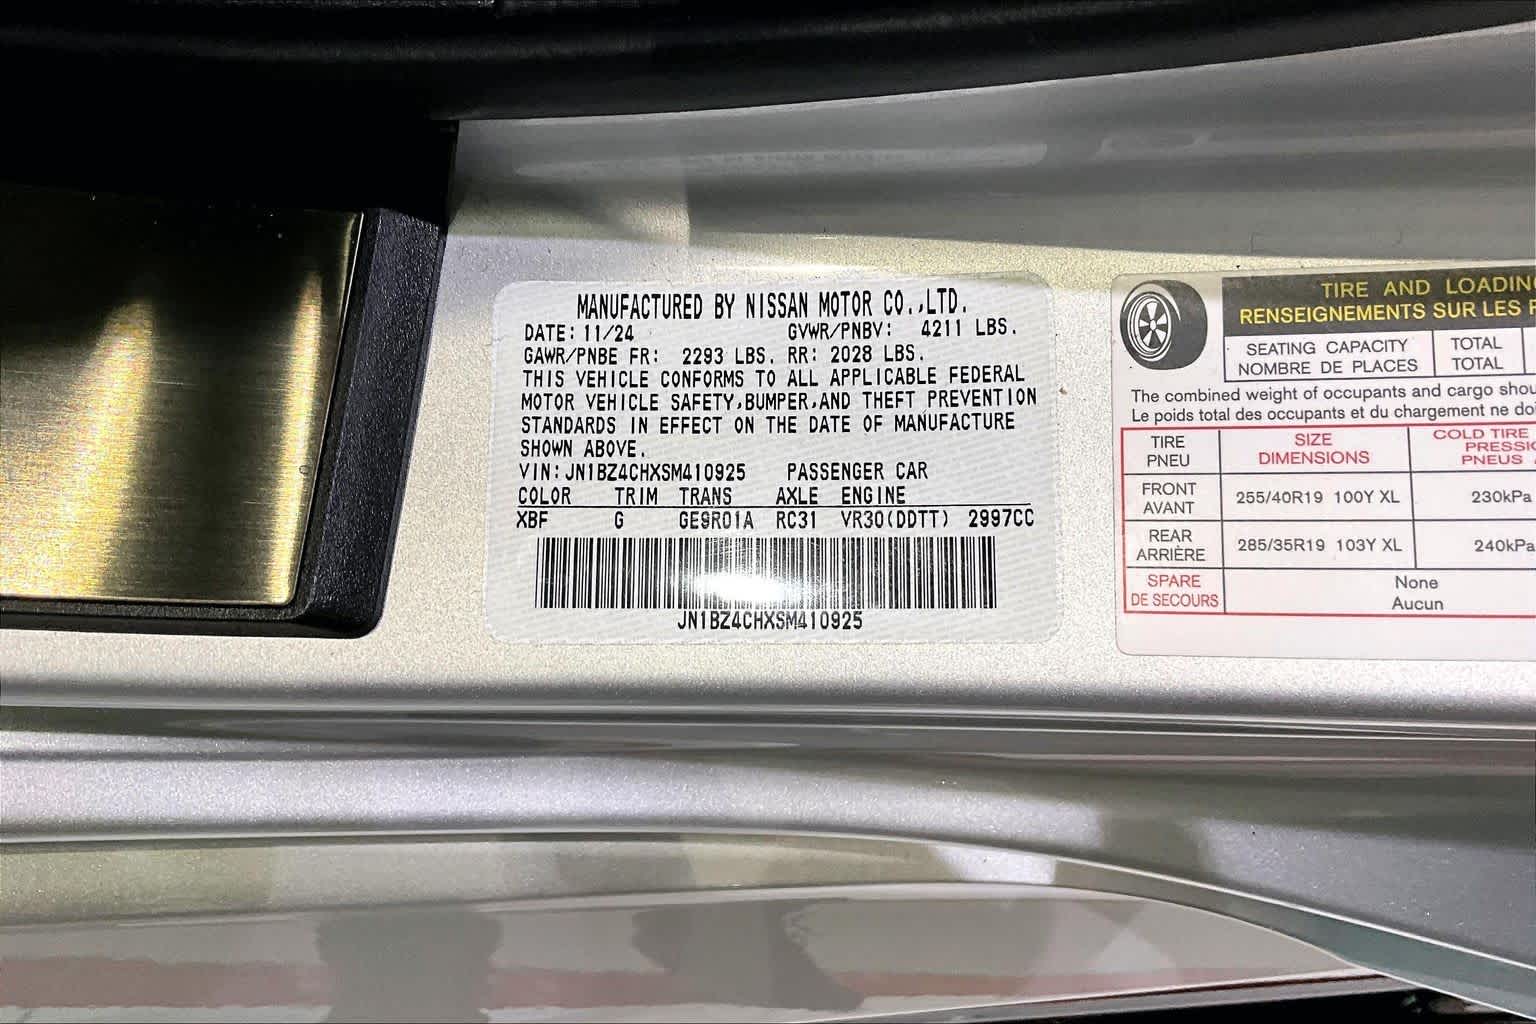 MANUFACTURED BY NISSAN MOTOR CO.,LTD.
DATE: 11/24 GVWR/PNBV: 4211 LBS.
GAWR/PNBE FR: 2293 LBS. RR: 2028 LBS.
THIS VEHICLE CONFORMS TO ALL APPLICABLE FEDERAL
MOTOR VEHICLE SAFETY,BUMPER,AND THEFT PREVENTION
STANDARDS IN EFFECT ON THE DATE OF MANUFACTURE
SHOWN ABOVE.
VIN: JN1BZ4CHXSM410925 PASSENGER CAR
COLOR TRIM TRANS AXLE ENGINE
XBF G GE9R01A RC31 VR30(DDTT) 2997CC
JN1BZ4CHXSM410925
TIRE AND LOADING
RENSEIGNEMENTS SUR LES
SEATING CAPACITY TOTAL
NOMBRE DE PLACES TOTAL
The combined weight of occupants and cargo
Le poids total des occupants et du chargement ne
TIRE SIZE COLD TIRE
PNEU DIMENSIONS PNEUS
FRONT 255/40R19 100Y XL 230kPa
AVANT
REAR 285/35R19 103Y XL 240kPa
ARRIÈRE
SPARE None
DE SECOURS Aucun